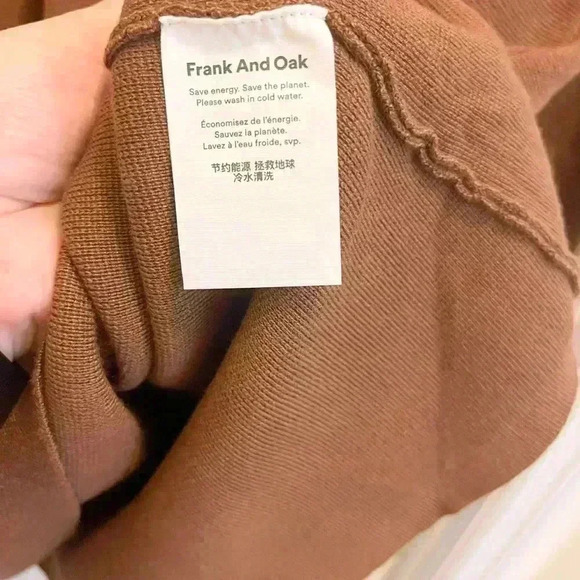 Frank And Oak
Save energy. Save the planet.
Please wash in cold water.
Économisez de l'énergie.
Sauvez la planète.
Lavez à l'eau froide, svp.
节约能源 拯救地球
冷水清洗